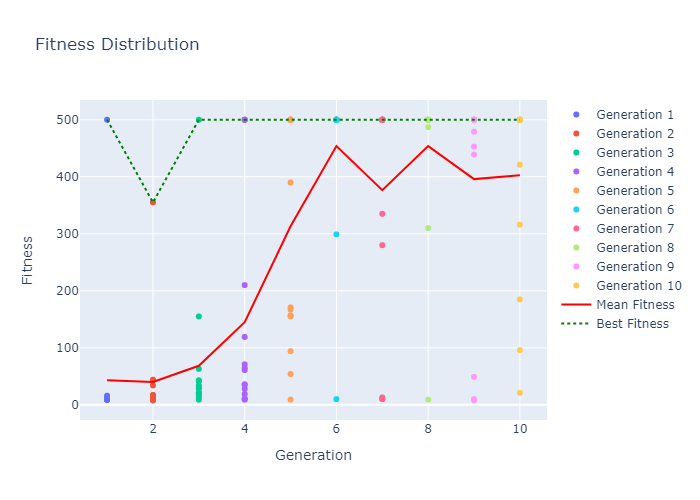 Fitness Distribution
500
400
300
200
100
0
Fitness
2
4
6
8
10
Generation
Generation 1
Generation 2
Generation 3
Generation 4
Generation 5
Generation 6
Generation 7
Generation 8
Generation 9
Generation 10
Mean Fitness
Best Fitness